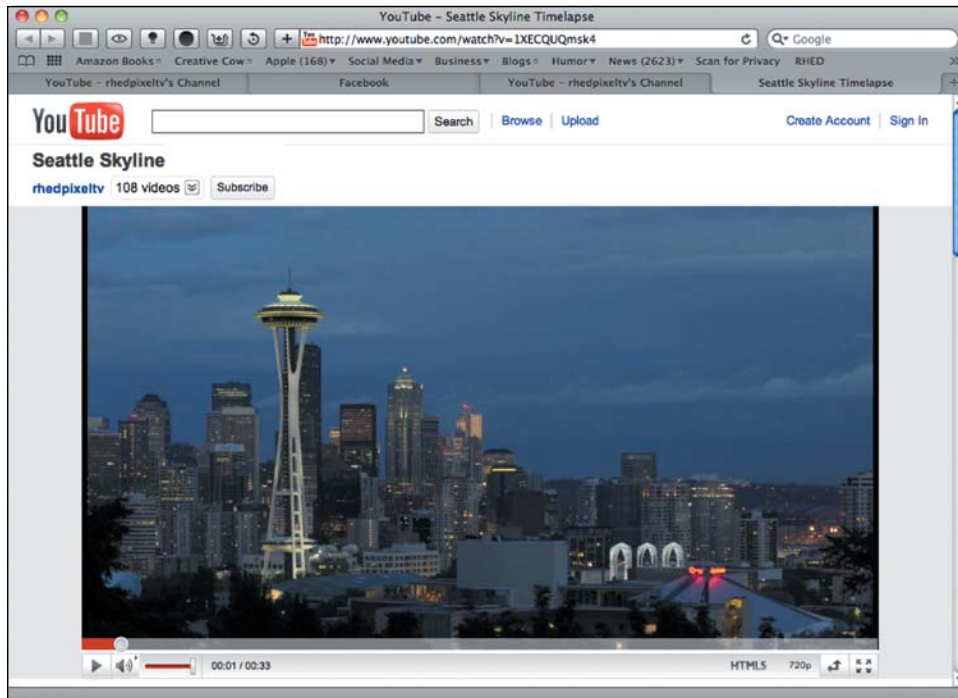 YouTube - Seattle Skyline Timelapse
You Tube http://www.youtube.com/watch?v=1XECQUQmsk4 Google
Amazon Books Creative Cow Apple (168) Social Media Business Blogs Humor News (2623) Scan for Privacy RHED
YouTube - rhedpixeltv's Channel Facebook YouTube - rhedpixeltv's Channel Seattle Skyline Timelapse
YouTube Search Browse Upload Create Account Sign In
Seattle Skyline
rhedpixeltv 108 videos Subscribe
00:01 / 00:33 HTML5 720p